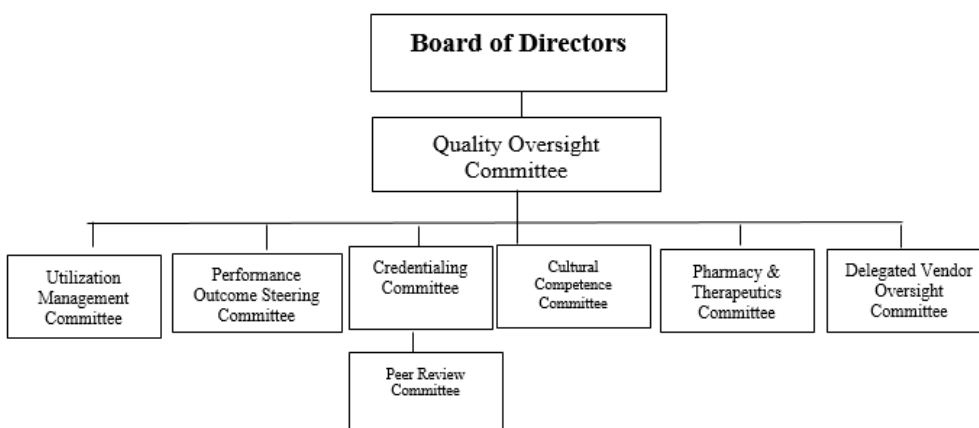 Board of Directors
Quality Oversight
Committee
Utilization
Management
Committee
Performance
Outcome Steering
Committee
Credentialing
Committee
Cultural
Competence
Committee
Pharmacy &
Therapeutics
Committee
Delegated Vendor
Oversight
Committee
Peer Review
Committee